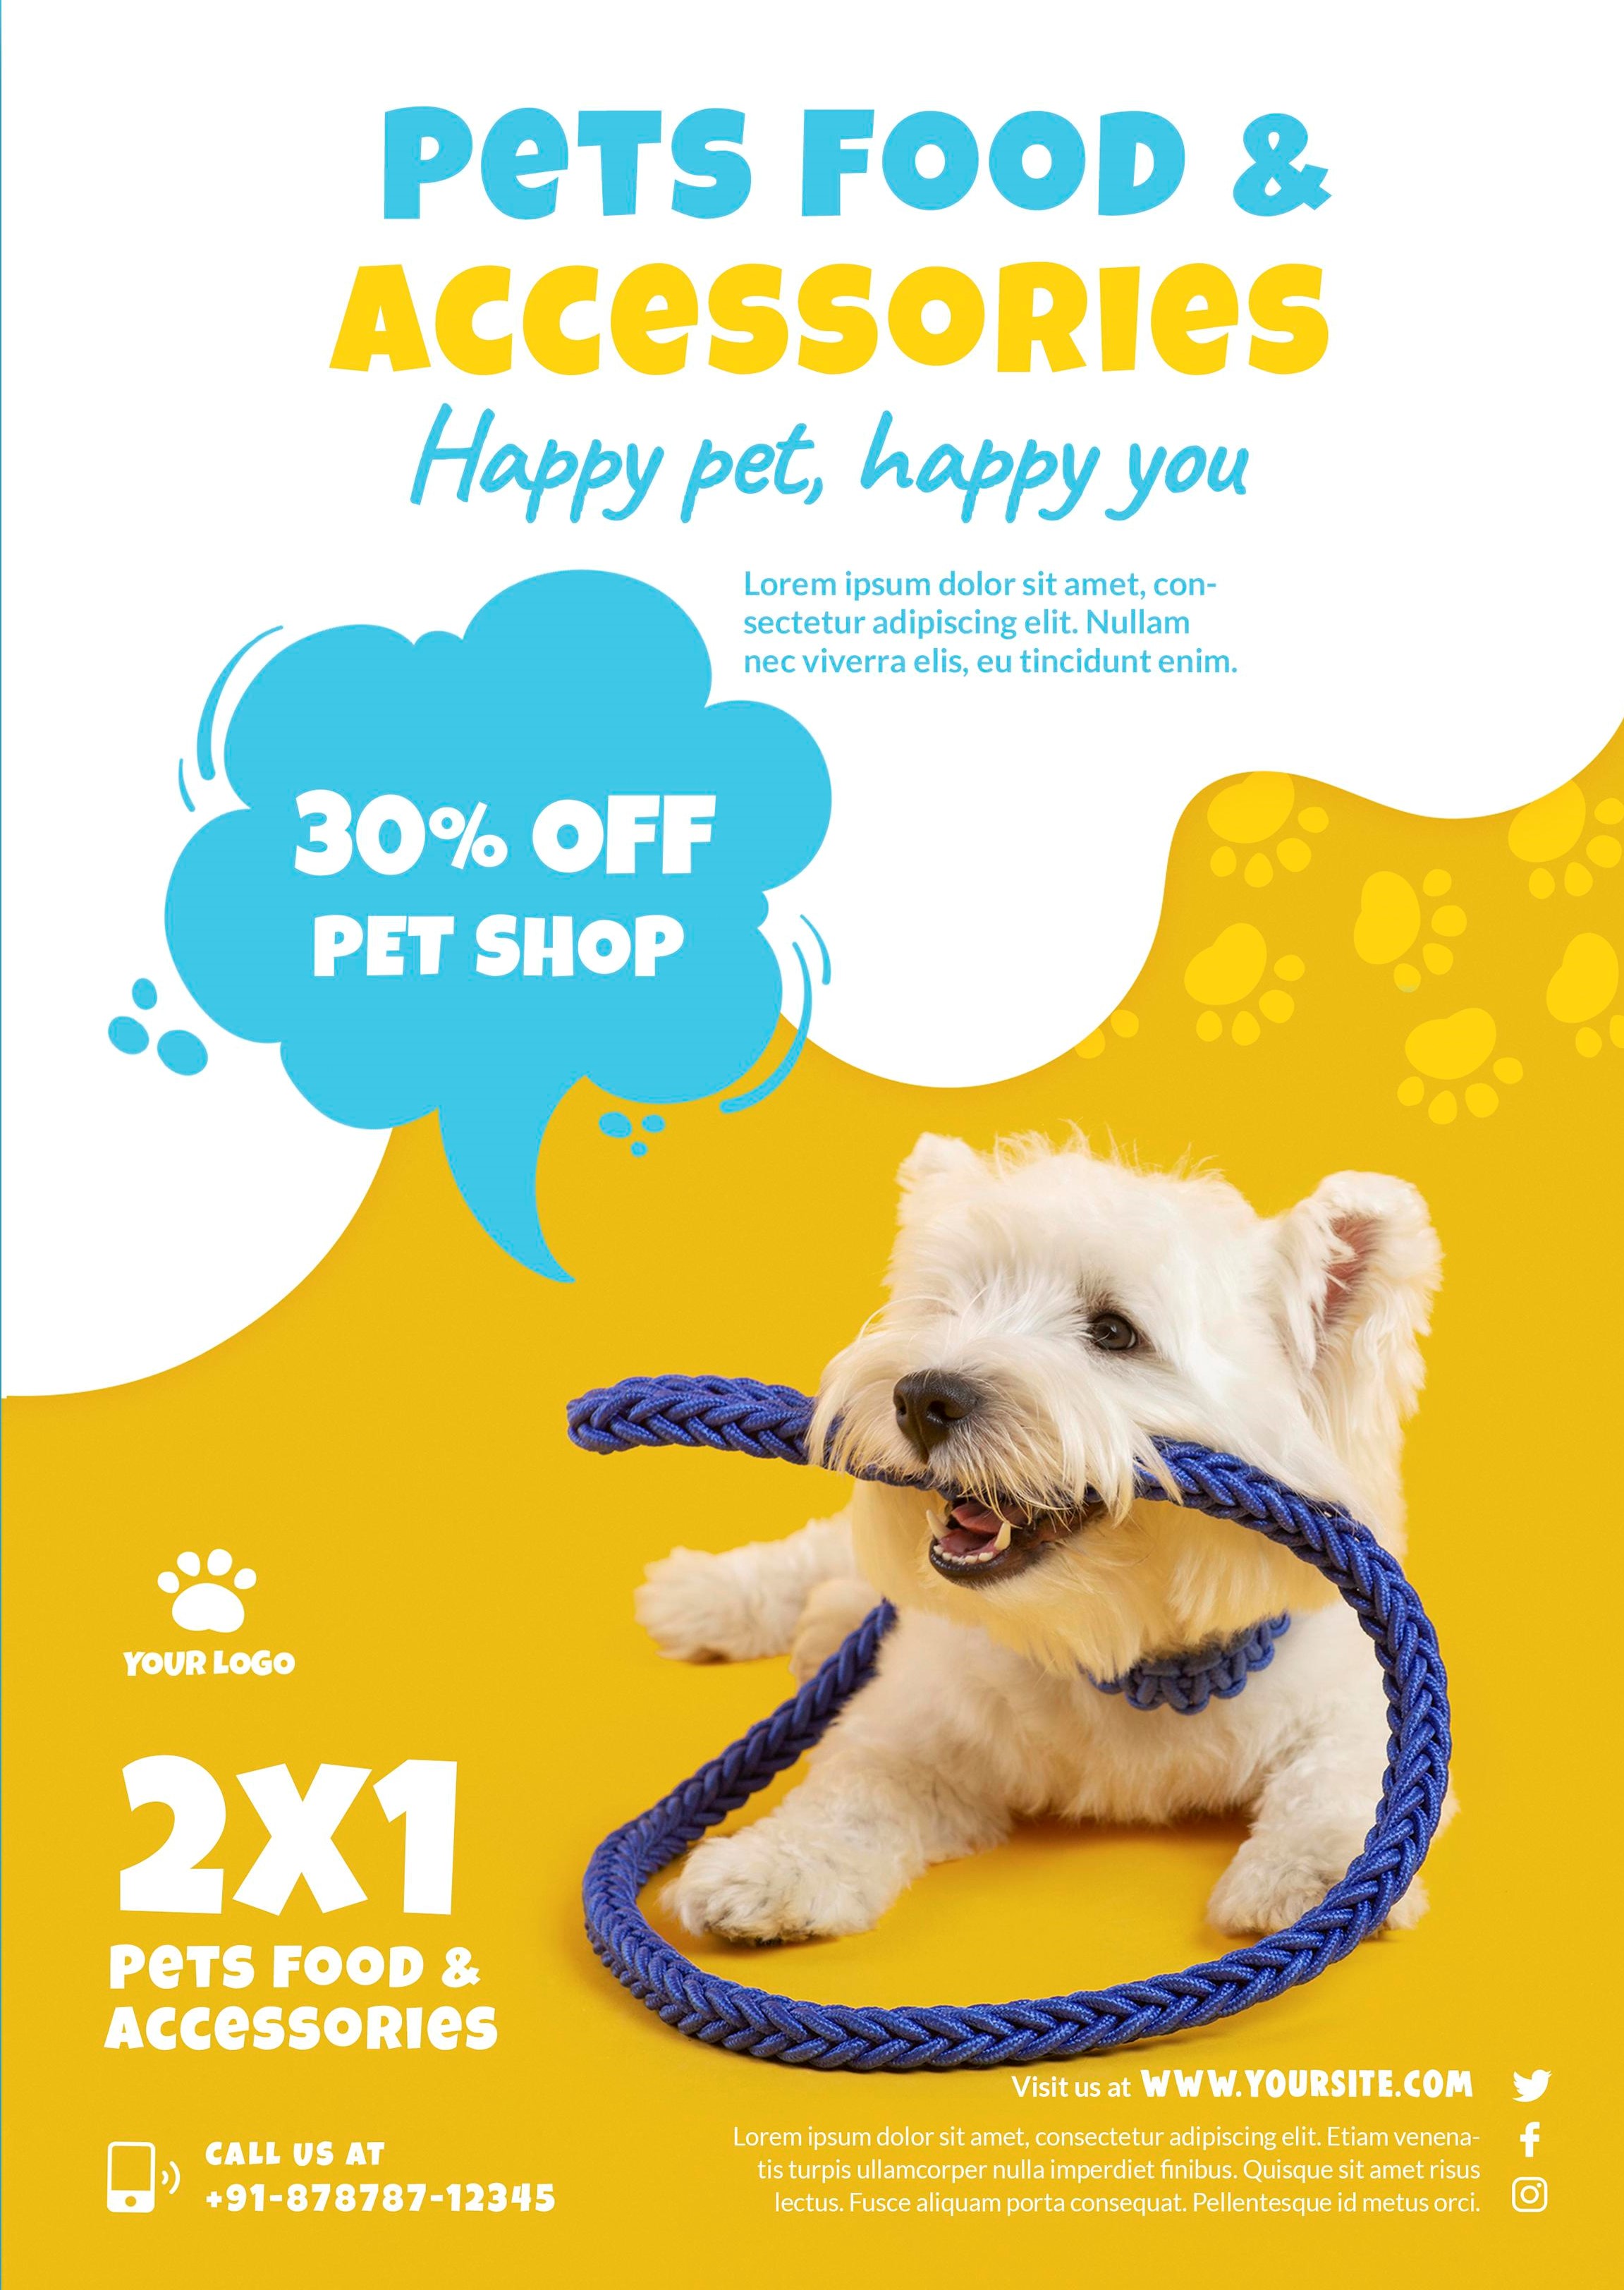 PeTS FOOD &
ACCeSSORIeS
Happy pet, happy you
Lorem ipsum dolor sit amet, con-
sectetur adipiscing elit. Nullam
nec viverra elis, eu tincidunt enim.
30% OFF
PET SHOP
YOUR LOGO
2X1
PeTS FOOD &
ACCeSSORIeS
CALL US AT
+91-878787-12345
Visit us at WWW.YOURSITE.COM
Lorem ipsum dolor sit amet, consectetur adipiscing elit. Etiam venena-
tis turpis ullamcorper nulla imperdiet finibus. Quisque sit amet risus
lectus. Fusce aliquam porta consequat. Pellentesque id metus orci.